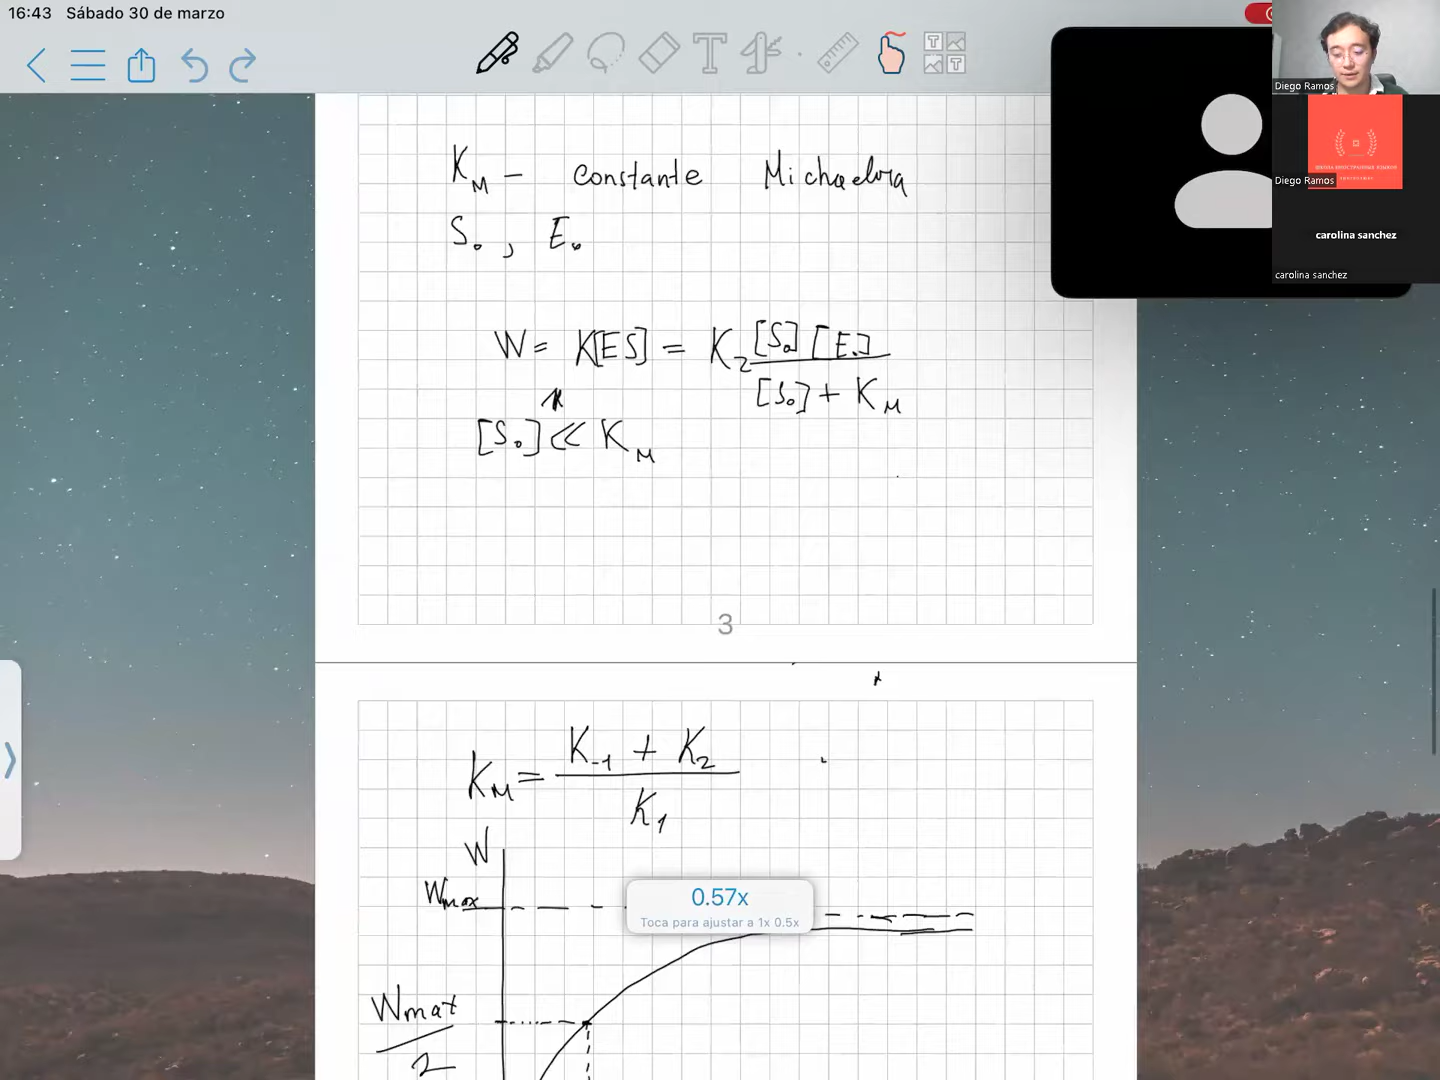 16:43 Sábado 30 de marzo
Diego Ramos
Diego Ramos
carolina sanchez
carolina sanchez
K_M – constante Michaelisa
S₀ , E₀
W = K[ES] = K₂ [S₀] [E₀] / [S₀] + K_M
[S₀] << K_M
3
K_M = K₋₁ + K₂ / K₁
W
Wmax
0.57x
Toca para ajustar a 1x 0.5x
Wmax / 2